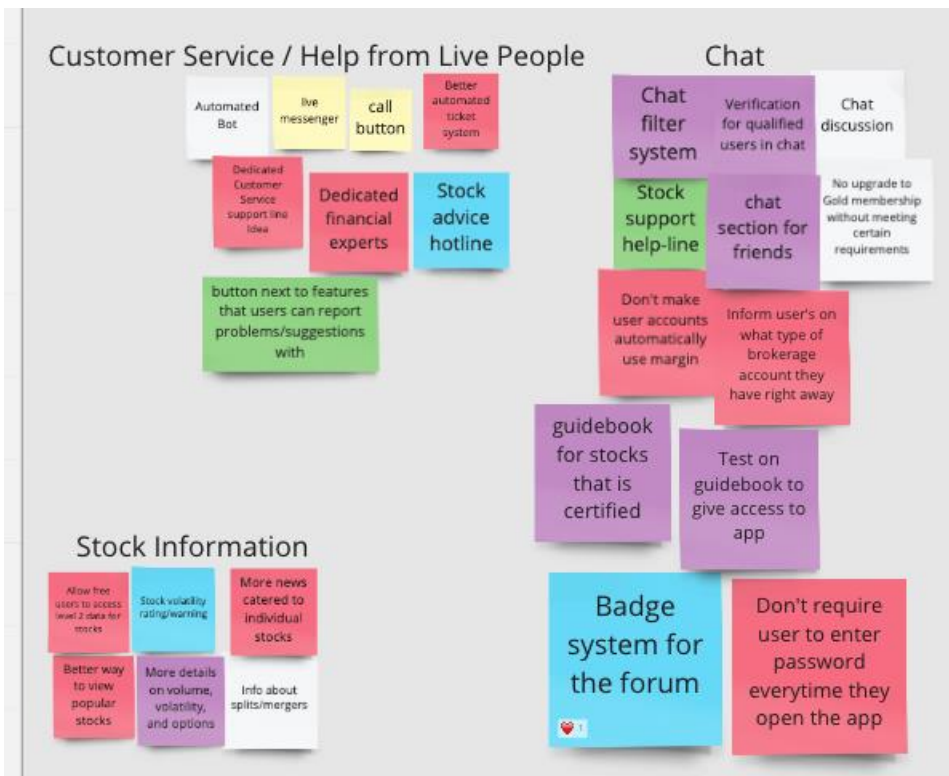 Customer Service / Help from Live People
Automated
Bot
live
messenger
call
button
Better
automated
ticket
system
Dedicated
Customer
Service
support line
idea
Dedicated
financial
experts
Stock
advice
hotline
button next to features
that users can report
problems/suggestions
with
Chat
Chat
filter
system
Verification
for qualified
users in chat
Chat
discussion
Stock
support
help-line
chat
section for
friends
No upgrade to
Gold membership
without meeting
certain
requirements
Don't make
user accounts
automatically
use margin
Inform user's on
what type of
brokerage
account they
have right away
guidebook
for stocks
that is
certified
Test on
guidebook to
give access to
app
Badge
system for
the forum
1
Don't require
user to enter
password
everytime they
open the app
Stock Information
Allow free
users to access
level 2 data for
stocks
Stock volatility
rating/warning
More news
catered to
individual
stocks
Better way
to view
popular
stocks
More details
on volume,
volatility,
and options
Info about
splits/mergers